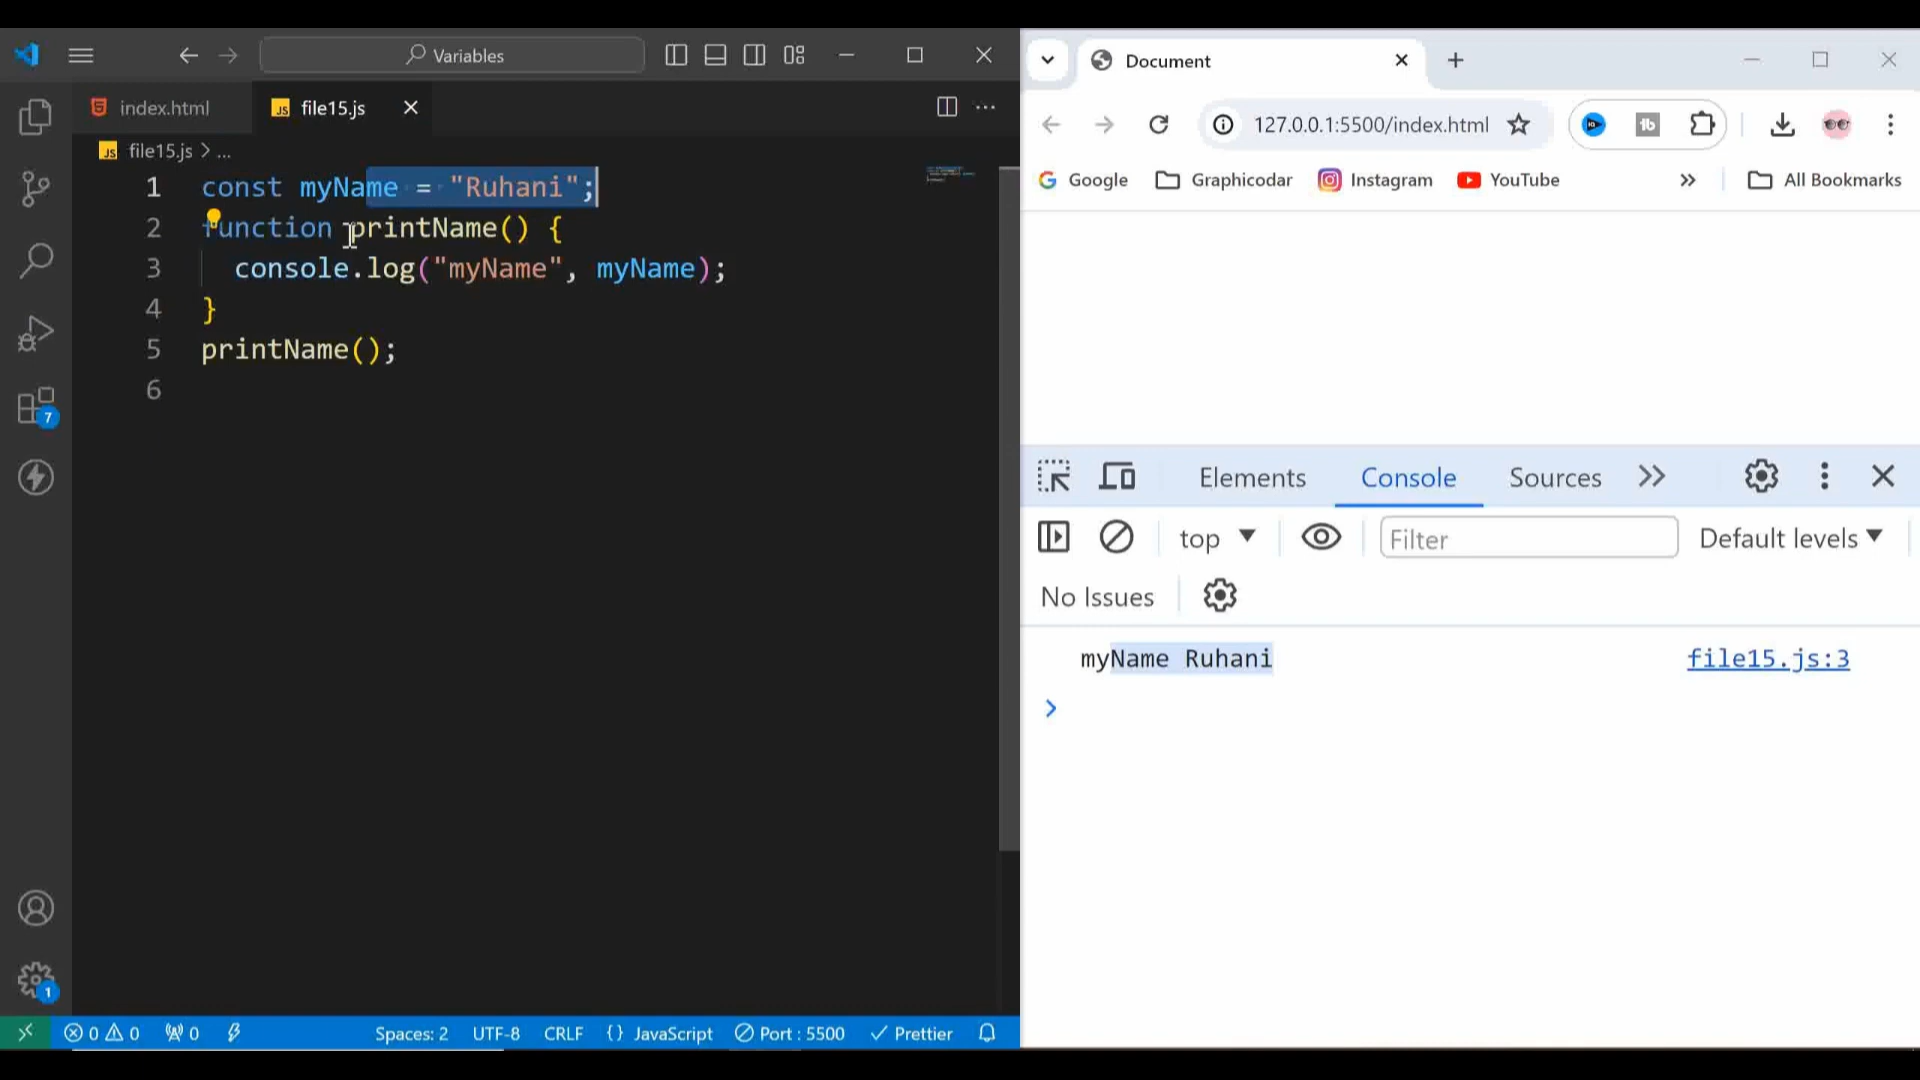 Variables
index.html
file15.js
file15.js > ...
1 const myName = "Ruhani";
2 function printName() {
3 console.log("myName", myName);
4 }
5 printName();
6
7
1
0 0 0
Spaces: 2 UTF-8 CRLF {} JavaScript Port : 5500 Prettier
Document
127.0.0.1:5500/index.html
Google Graphicodar Instagram YouTube » All Bookmarks
Elements Console Sources
top Filter Default levels
No Issues
myName Ruhani file15.js:3
>